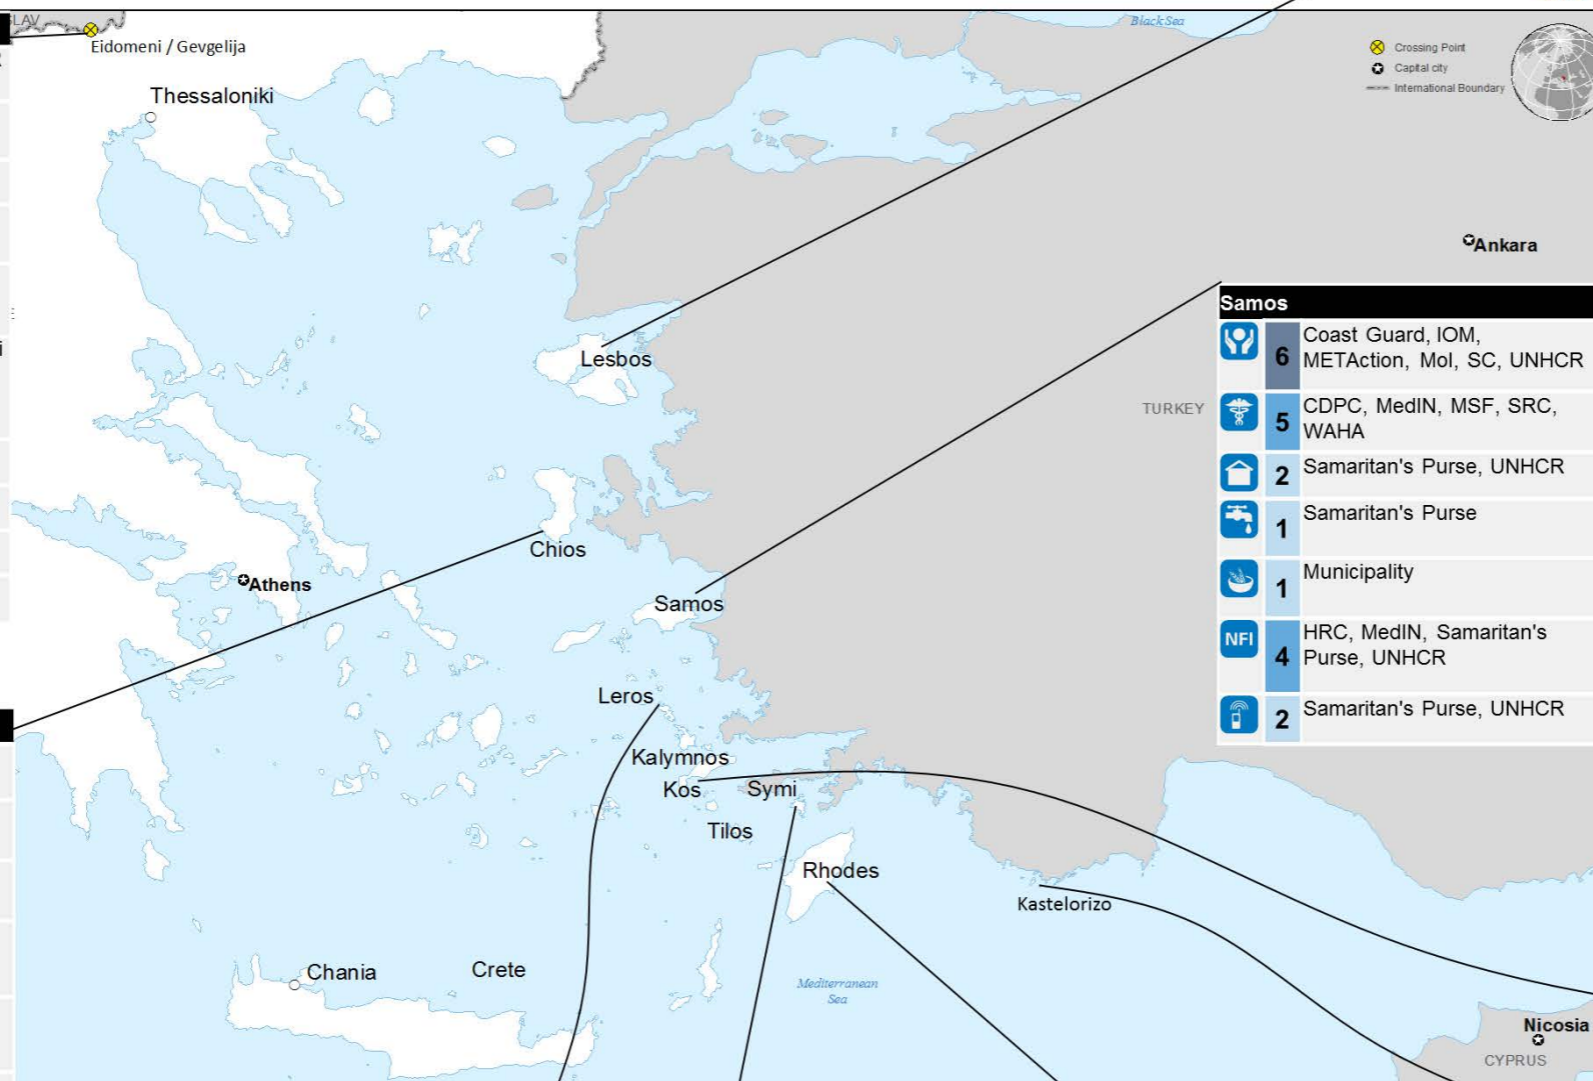 SLAV
Eidomeni / Gevgelija
Black Sea
Crossing Point
Capital city
International Boundary
Thessaloniki
Ankara
Samos
6 Coast Guard, IOM,
METAction, MoI, SC, UNHCR
5 CDPC, MedIN, MSF, SRC,
WAHA
2 Samaritan's Purse, UNHCR
1 Samaritan's Purse
1 Municipality
NFI 4 HRC, MedIN, Samaritan's
Purse, UNHCR
2 Samaritan's Purse, UNHCR
TURKEY
Lesbos
Chios
Athens
Samos
Leros
Kalymnos
Kos
Symi
Tilos
Rhodes
Kastelorizo
Chania
Crete
Mediterranean
Sea
Nicosia
CYPRUS